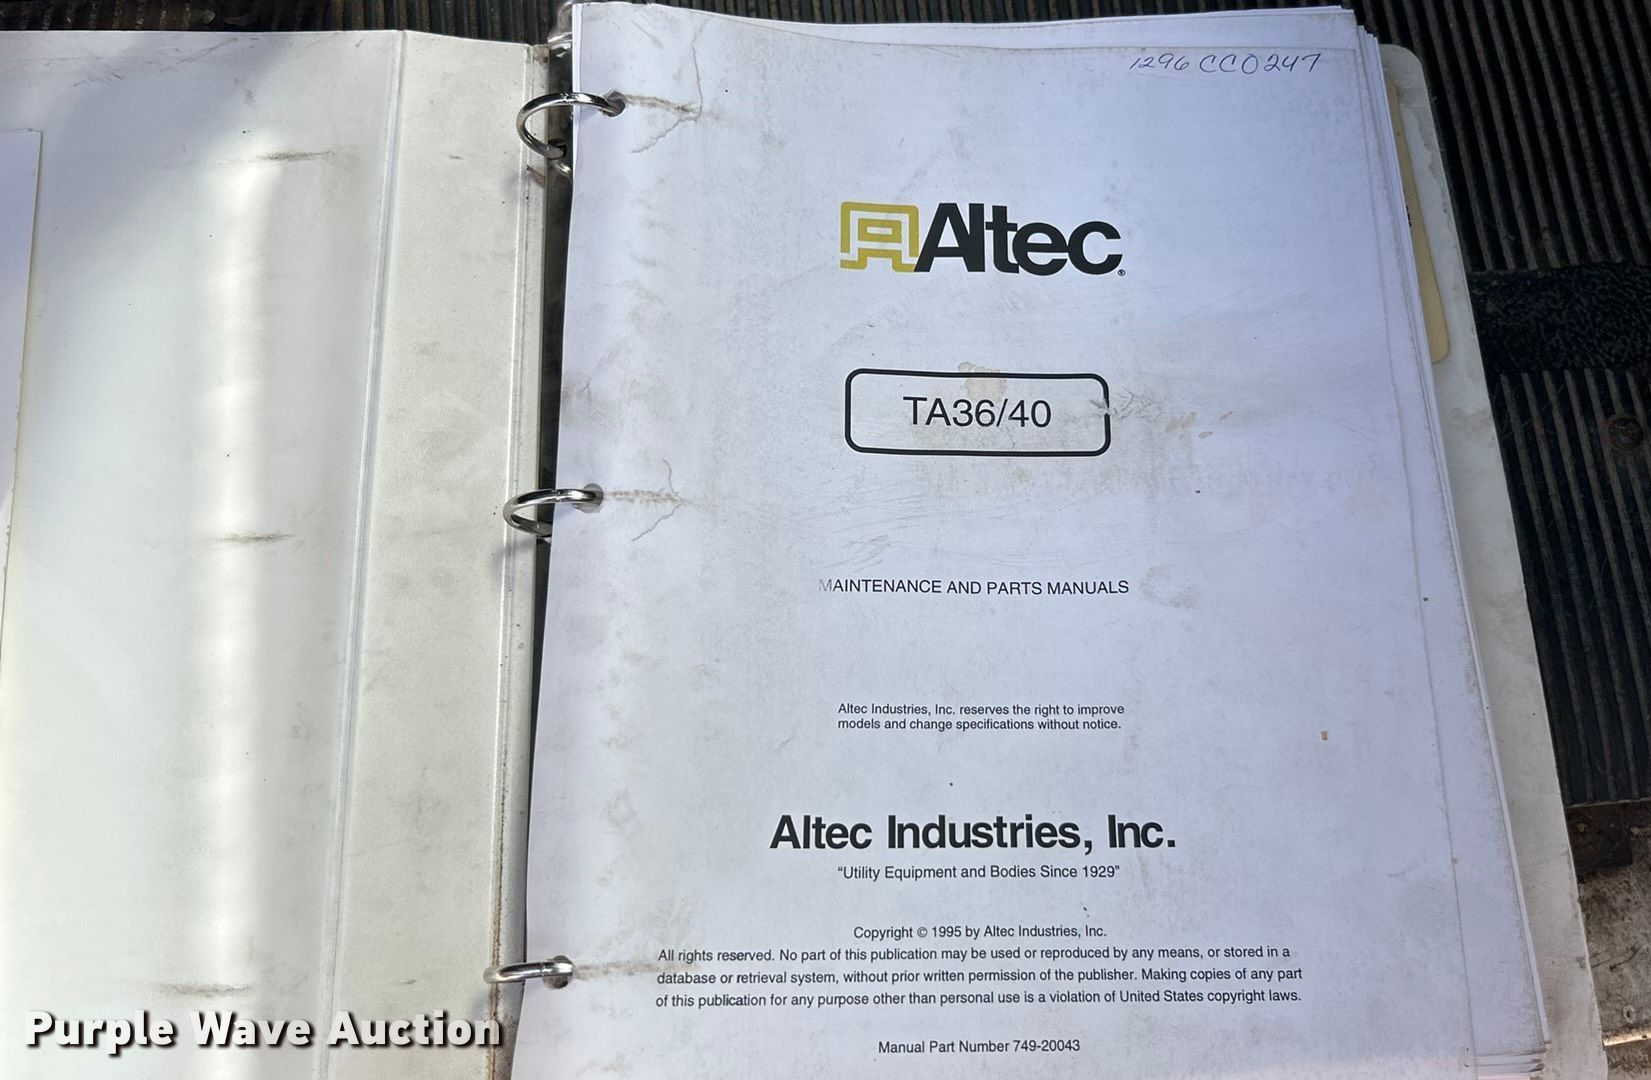 1296 CC0247
Altec®
TA36/40
MAINTENANCE AND PARTS MANUALS
Altec Industries, Inc. reserves the right to improve
models and change specifications without notice.
Altec Industries, Inc.
"Utility Equipment and Bodies Since 1929"
Copyright © 1995 by Altec Industries, Inc.
All rights reserved. No part of this publication may be used or reproduced by any means, or stored in a
database or retrieval system, without prior written permission of the publisher. Making copies of any part
of this publication for any purpose other than personal use is a violation of United States copyright laws.
Manual Part Number 749-20043
Purple Wave Auction